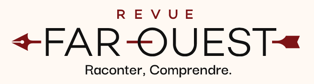 REVUE
FAR OUEST
Raconter, Comprendre.